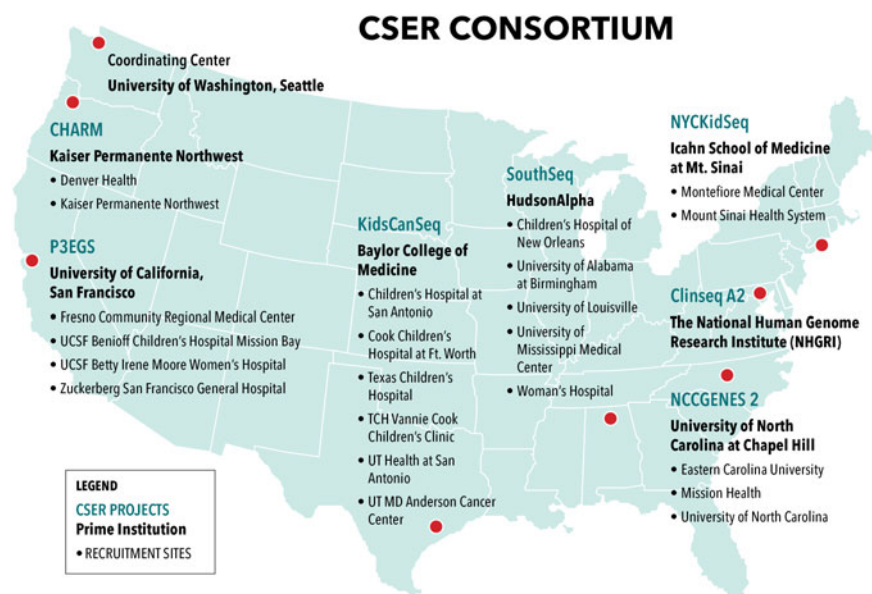 CSER CONSORTIUM
Coordinating Center
University of Washington, Seattle
CHARM
Kaiser Permanente Northwest
• Denver Health
• Kaiser Permanente Northwest
P3EGS
University of California,
San Francisco
• Fresno Community Regional Medical Center
• UCSF Benioff Children's Hospital Mission Bay
• UCSF Betty Irene Moore Women's Hospital
• Zuckerberg San Francisco General Hospital
KidsCanSeq
Baylor College of
Medicine
• Children's Hospital at
San Antonio
• Cook Children's
Hospital at Ft. Worth
• Texas Children's
Hospital
• TCH Vannie Cook
Children's Clinic
• UT Health at San
Antonio
• UT MD Anderson Cancer
Center
SouthSeq
HudsonAlpha
• Children's Hospital of
New Orleans
• University of Alabama
at Birmingham
• University of Louisville
• University of
Mississippi Medical
Center
• Woman's Hospital
NYCKidSeq
Icahn School of Medicine
at Mt. Sinai
• Montefiore Medical Center
• Mount Sinai Health System
Clinseq A2
The National Human Genome
Research Institute (NHGRI)
NCCGENES 2
University of North
Carolina at Chapel Hill
• Eastern Carolina University
• Mission Health
• University of North Carolina
LEGEND
CSER PROJECTS
Prime Institution
• RECRUITMENT SITES